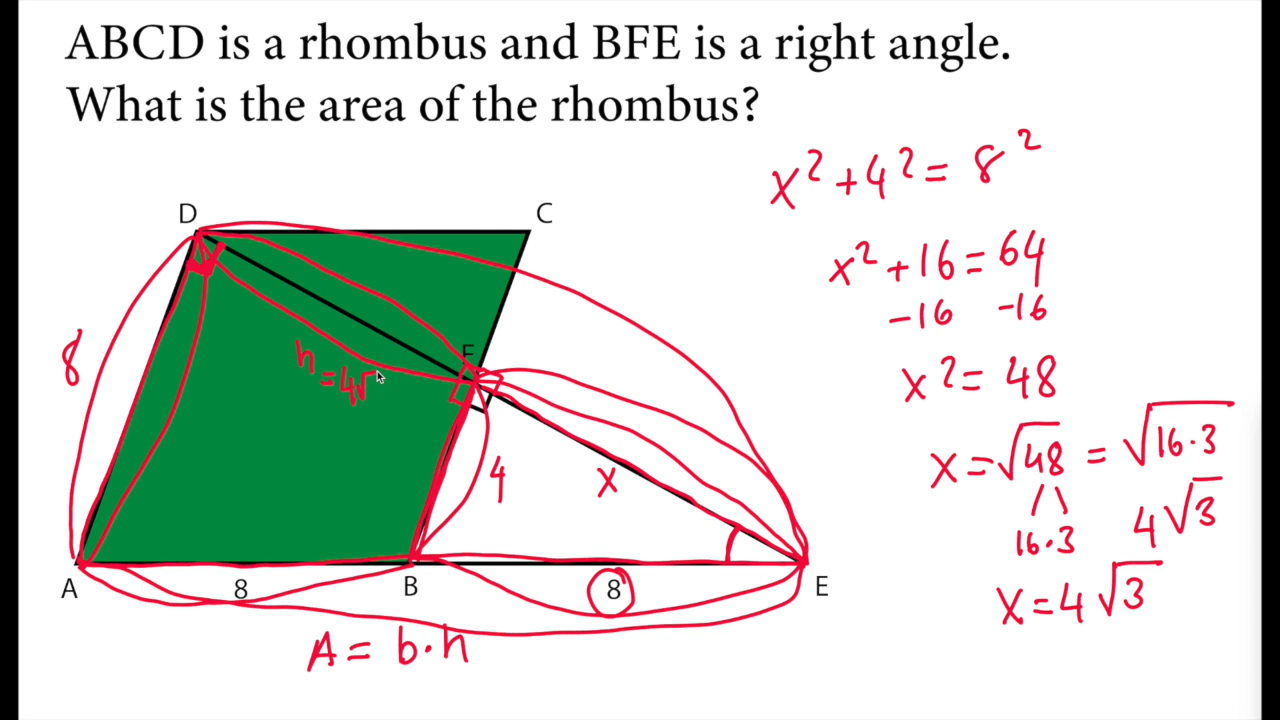 ABCD is a rhombus and BFE is a right angle.
What is the area of the rhombus?
x² + 4² = 8²
x² + 16 = 64
-16 -16
x² = 48
x = √48 = √16·3
16·3
4√3
x = 4√3
D
C
8
h
= 4√
F
4
x
A
8
B
8
E
A = b·h